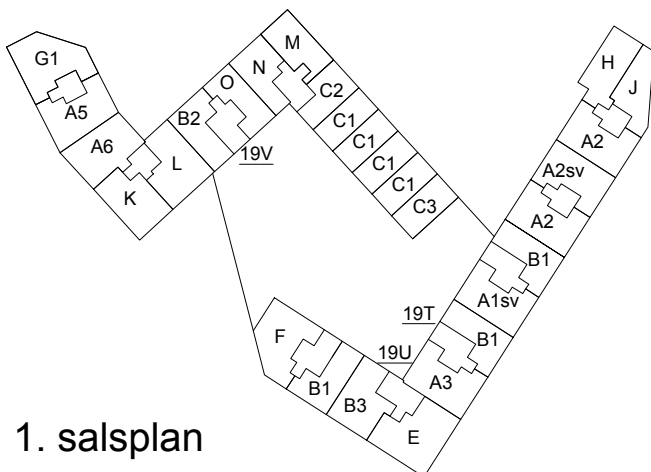 G1
A5
A6
K
L
B2
O
N
M
19V
C2
C1
C1
C1
C1
C3
H
J
A2
A2sv
A2
B1
A1sv
19T
B1
A3
19U
F
B1
B3
E
1. salsplan